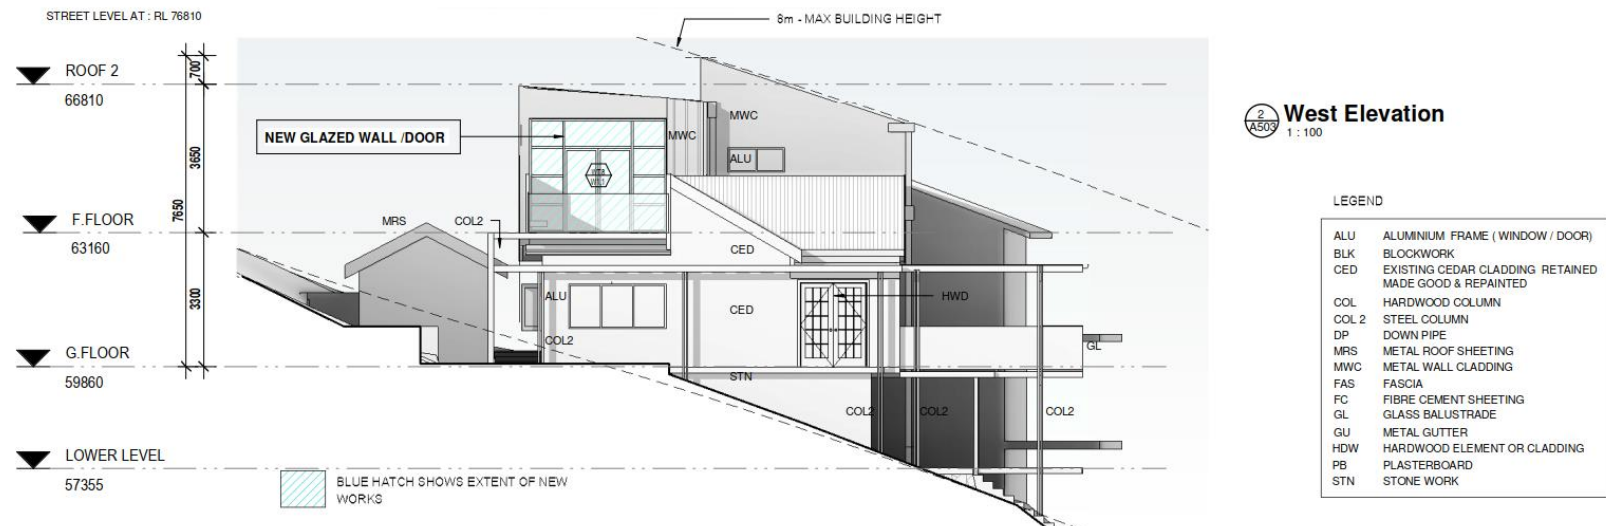 STREET LEVEL AT : RL 76810
8m - MAX BUILDING HEIGHT
ROOF 2
66810
700
3650
7650
3300
F.FLOOR
63160
G.FLOOR
59860
LOWER LEVEL
57355
NEW GLAZED WALL /DOOR
MWC
MWC
ALU
MRS
COL2
CED
ALU
CED
HWD
COL2
GL
STN
COL2
COL2
COL2
BLUE HATCH SHOWS EXTENT OF NEW
WORKS
2
A503
West Elevation
1 : 100
LEGEND
ALU ALUMINIUM FRAME ( WINDOW / DOOR)
BLK BLOCKWORK
CED EXISTING CEDAR CLADDING RETAINED
MADE GOOD & REPAINTED
COL HARDWOOD COLUMN
COL 2 STEEL COLUMN
DP DOWN PIPE
MRS METAL ROOF SHEETING
MWC METAL WALL CLADDING
FAS FASCIA
FC FIBRE CEMENT SHEETING
GL GLASS BALUSTRADE
GU METAL GUTTER
HDW HARDWOOD ELEMENT OR CLADDING
PB PLASTERBOARD
STN STONE WORK